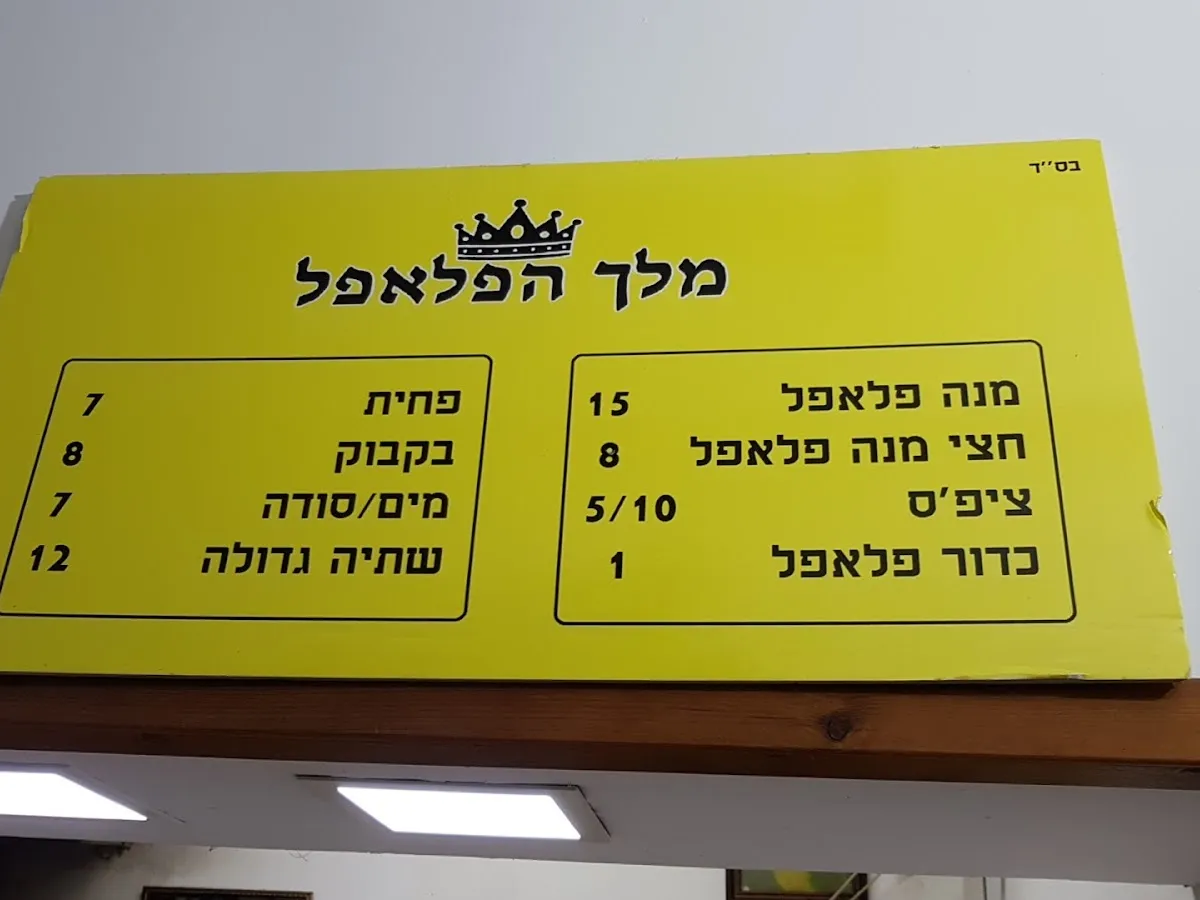 בס''ד
מלך הפלאפל
מנה פלאפל 15
חצי מנה פלאפל 8
ציפ'ס 5/10
כדור פלאפל 1
פחית 7
בקבוק 8
מים/סודה 7
שתיה גדולה 12